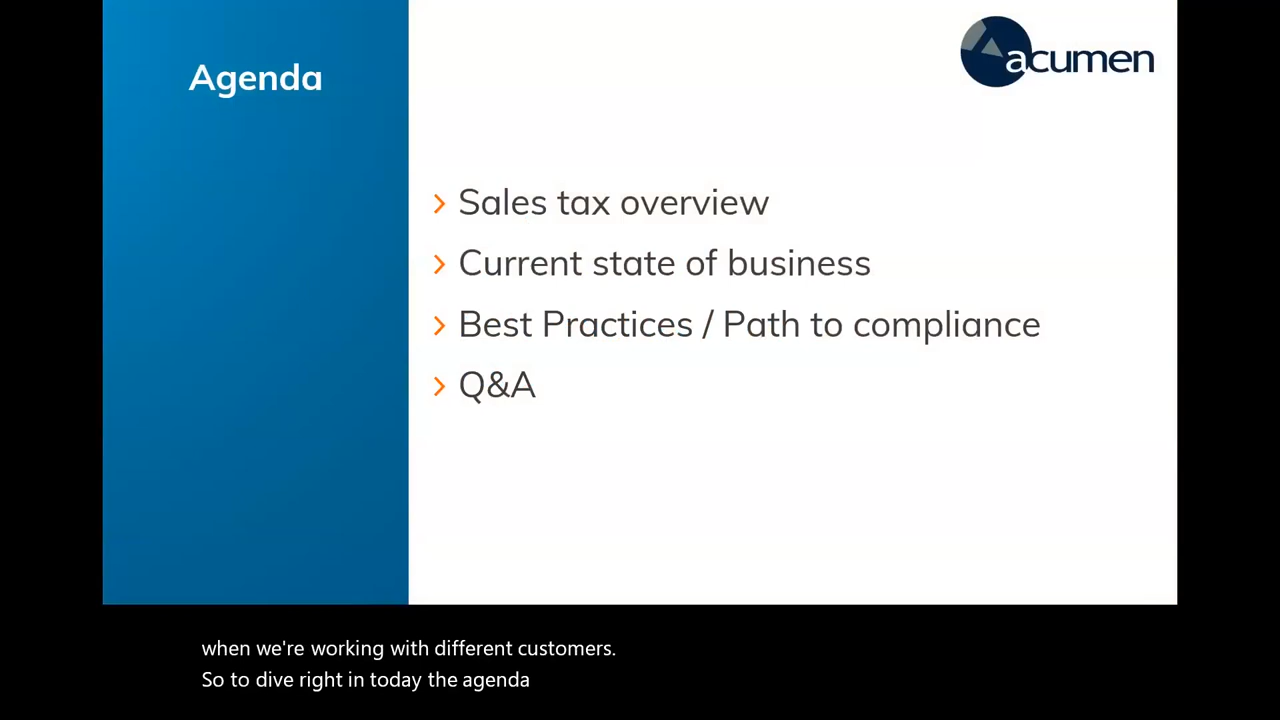 Agenda
acumen
Sales tax overview
Current state of business
Best Practices / Path to compliance
Q&A
when we're working with different customers.
So to dive right in today the agenda